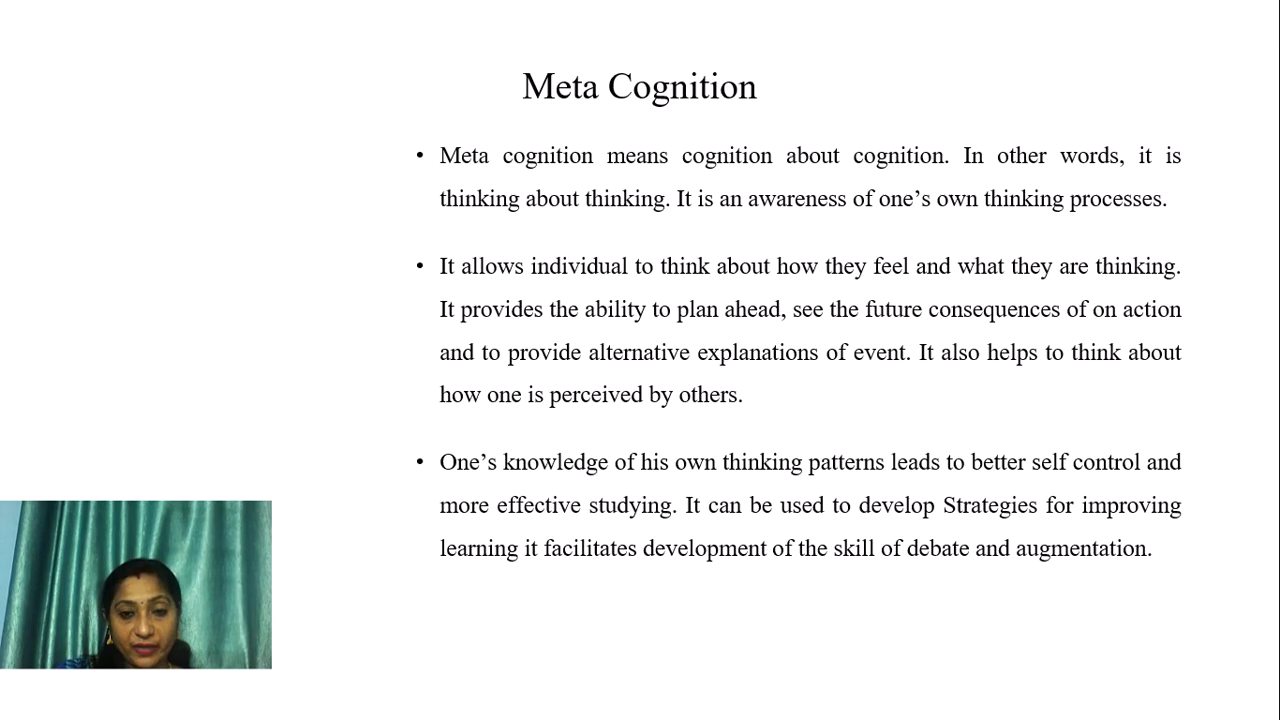 Meta Cognition
• Meta cognition means cognition about cognition. In other words, it is
thinking about thinking. It is an awareness of one’s own thinking processes.
• It allows individual to think about how they feel and what they are thinking.
It provides the ability to plan ahead, see the future consequences of on action
and to provide alternative explanations of event. It also helps to think about
how one is perceived by others.
• One’s knowledge of his own thinking patterns leads to better self control and
more effective studying. It can be used to develop Strategies for improving
learning it facilitates development of the skill of debate and augmentation.